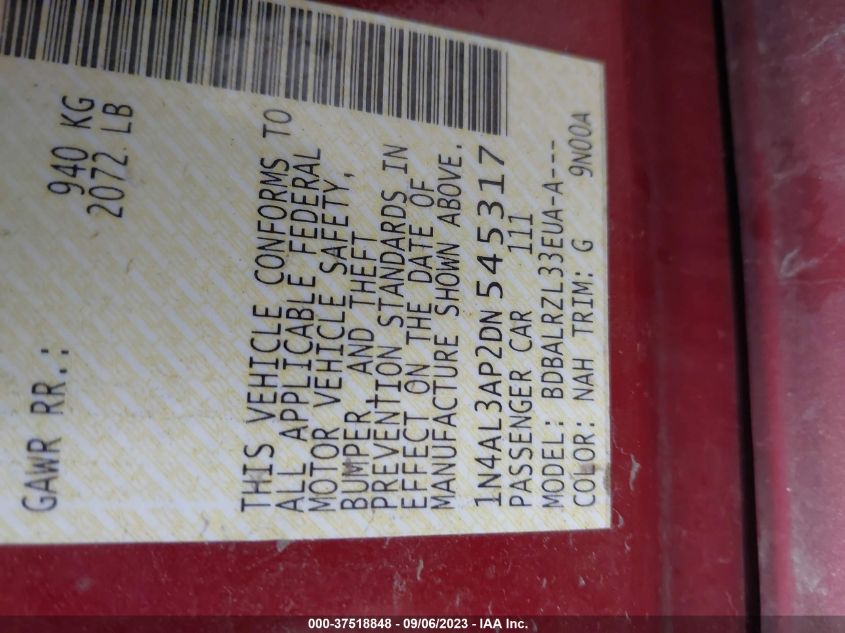 GAWR RR.: 940 KG
2072 LB
THIS VEHICLE CONFORMS TO
ALL APPLICABLE FEDERAL
MOTOR VEHICLE SAFETY,
BUMPER AND THEFT
PREVENTION STANDARDS IN
EFFECT ON THE DATE OF
MANUFACTURE SHOWN ABOVE.
1N4AL3AP2DN545317
PASSENGER CAR 111
MODEL: BDBALRZL33EUA-A---
COLOR: NAH TRIM: G 9N00A
000-37518848 - 09/06/2023 - IAA Inc.